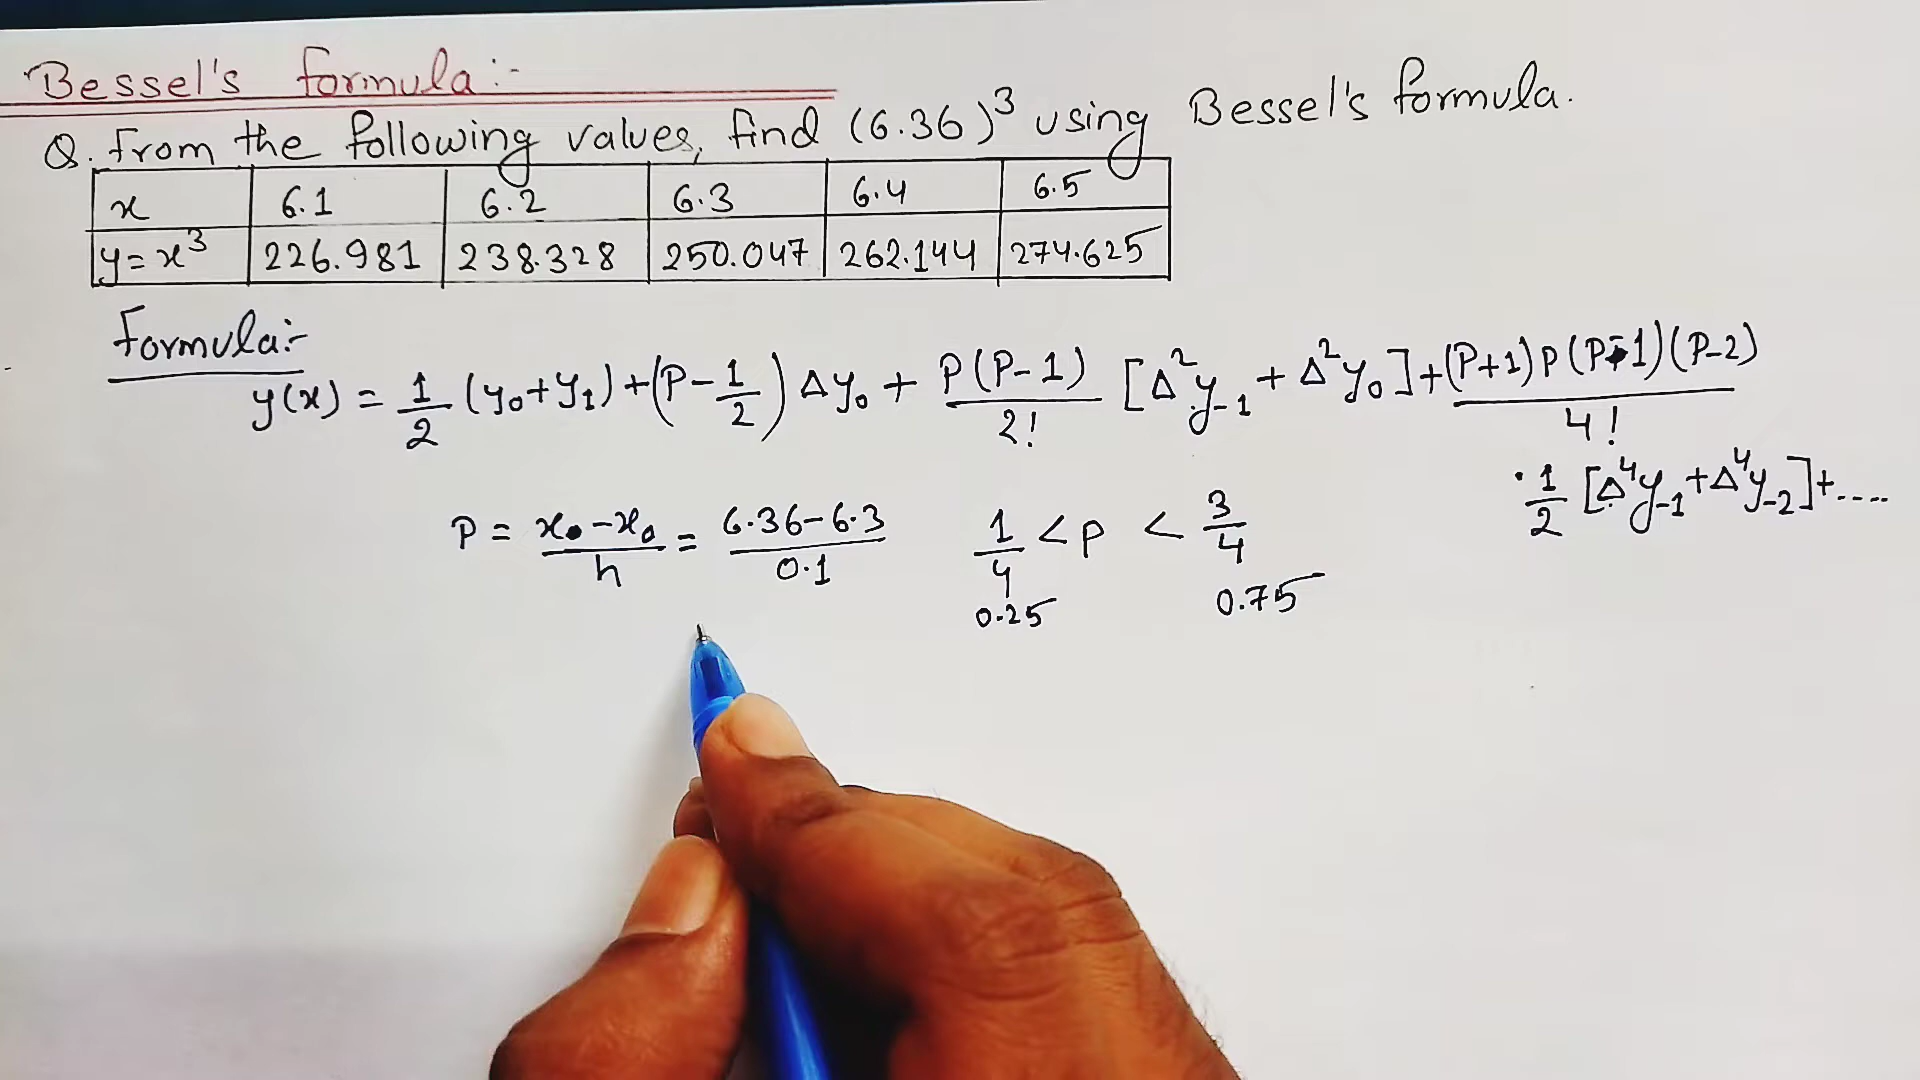 Bessel's formula:-
Q. From the following values, find (6.36)³ using Bessel's formula.
x 6.1 6.2 6.3 6.4 6.5
y=x³ 226.981 238.328 250.047 262.144 274.625
Formula:-
y(x) = 1/2 (y₀+y₁) + (P-1/2) Δy₀ + P(P-1)/2! [Δ²y₋₁ + Δ²y₀] + (P+1)P(P-1)(P-2)/4!
·1/2 [Δ⁴y₋₁+Δ⁴y₋₂]+....
P = x-x₀/h = 6.36-6.3/0.1 1/4 < P < 3/4
0.25 0.75